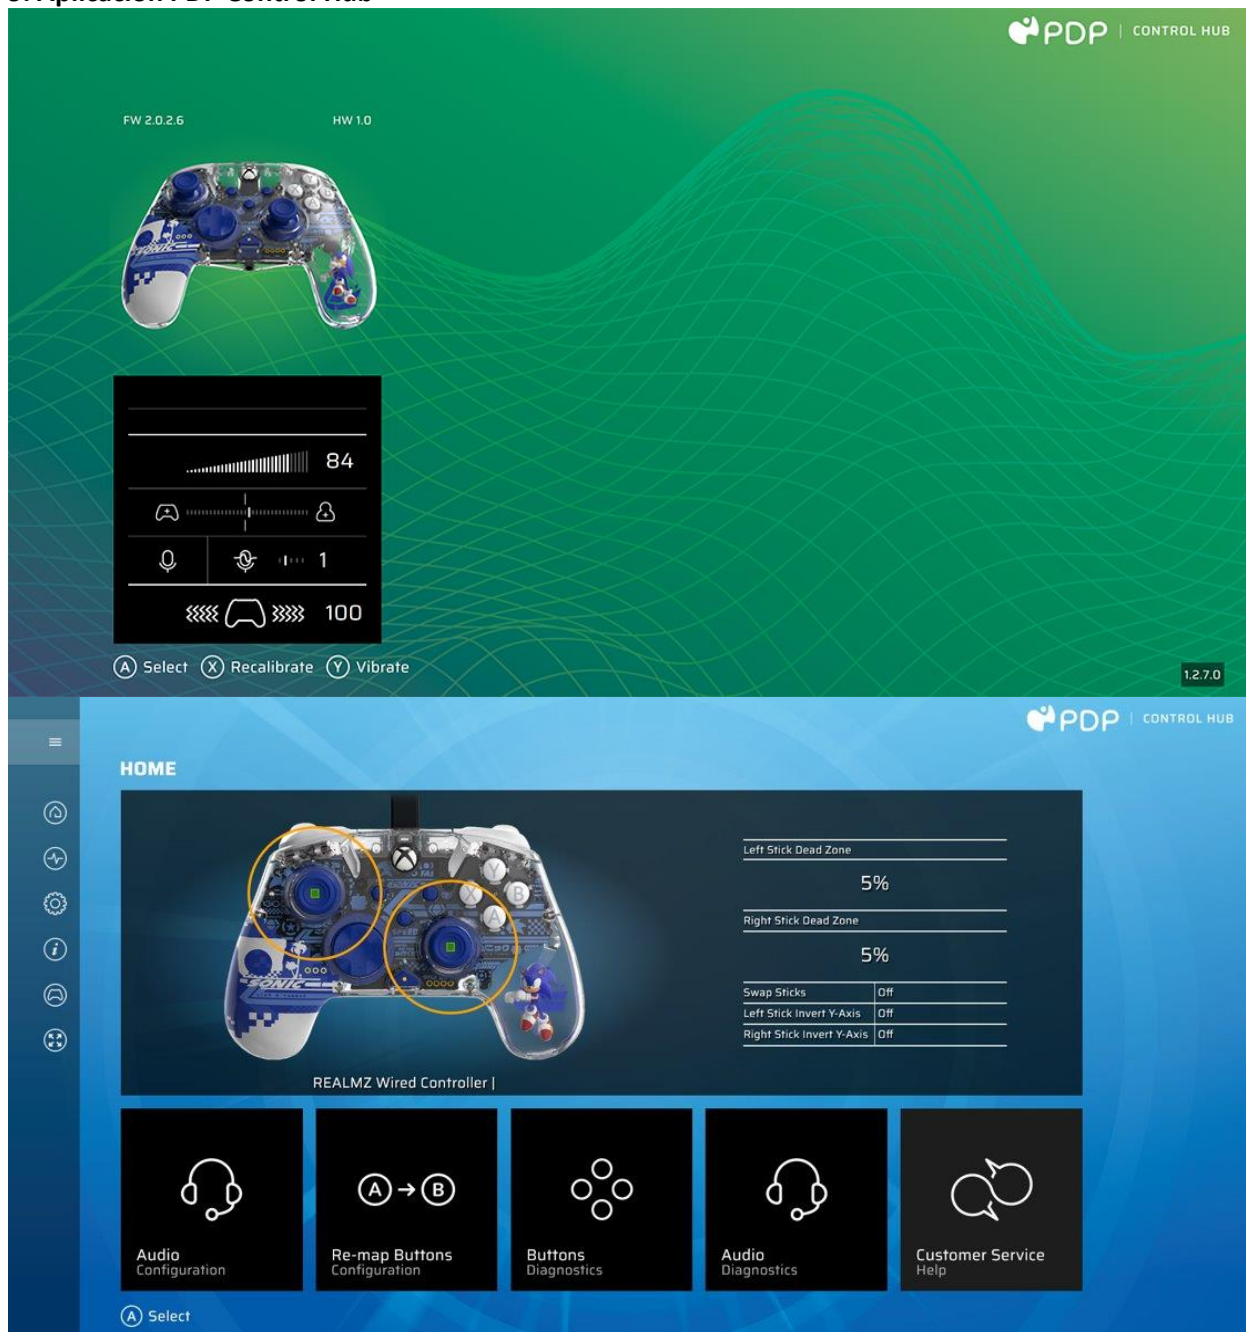 PDP | CONTROL HUB
FW 2.0.2.6 HW 1.0
SONIC
84
1
100
A Select X Recalibrate Y Vibrate
1.2.7.0
PDP | CONTROL HUB
HOME
Left Stick Dead Zone
5%
Right Stick Dead Zone
5%
Swap Sticks Off
Left Stick Invert Y-Axis Off
Right Stick Invert Y-Axis Off
Y
X B
A
SONIC
REALMZ Wired Controller |
A → B
Audio
Configuration
Re-map Buttons
Configuration
Buttons
Diagnostics
Audio
Diagnostics
Customer Service
Help
A Select